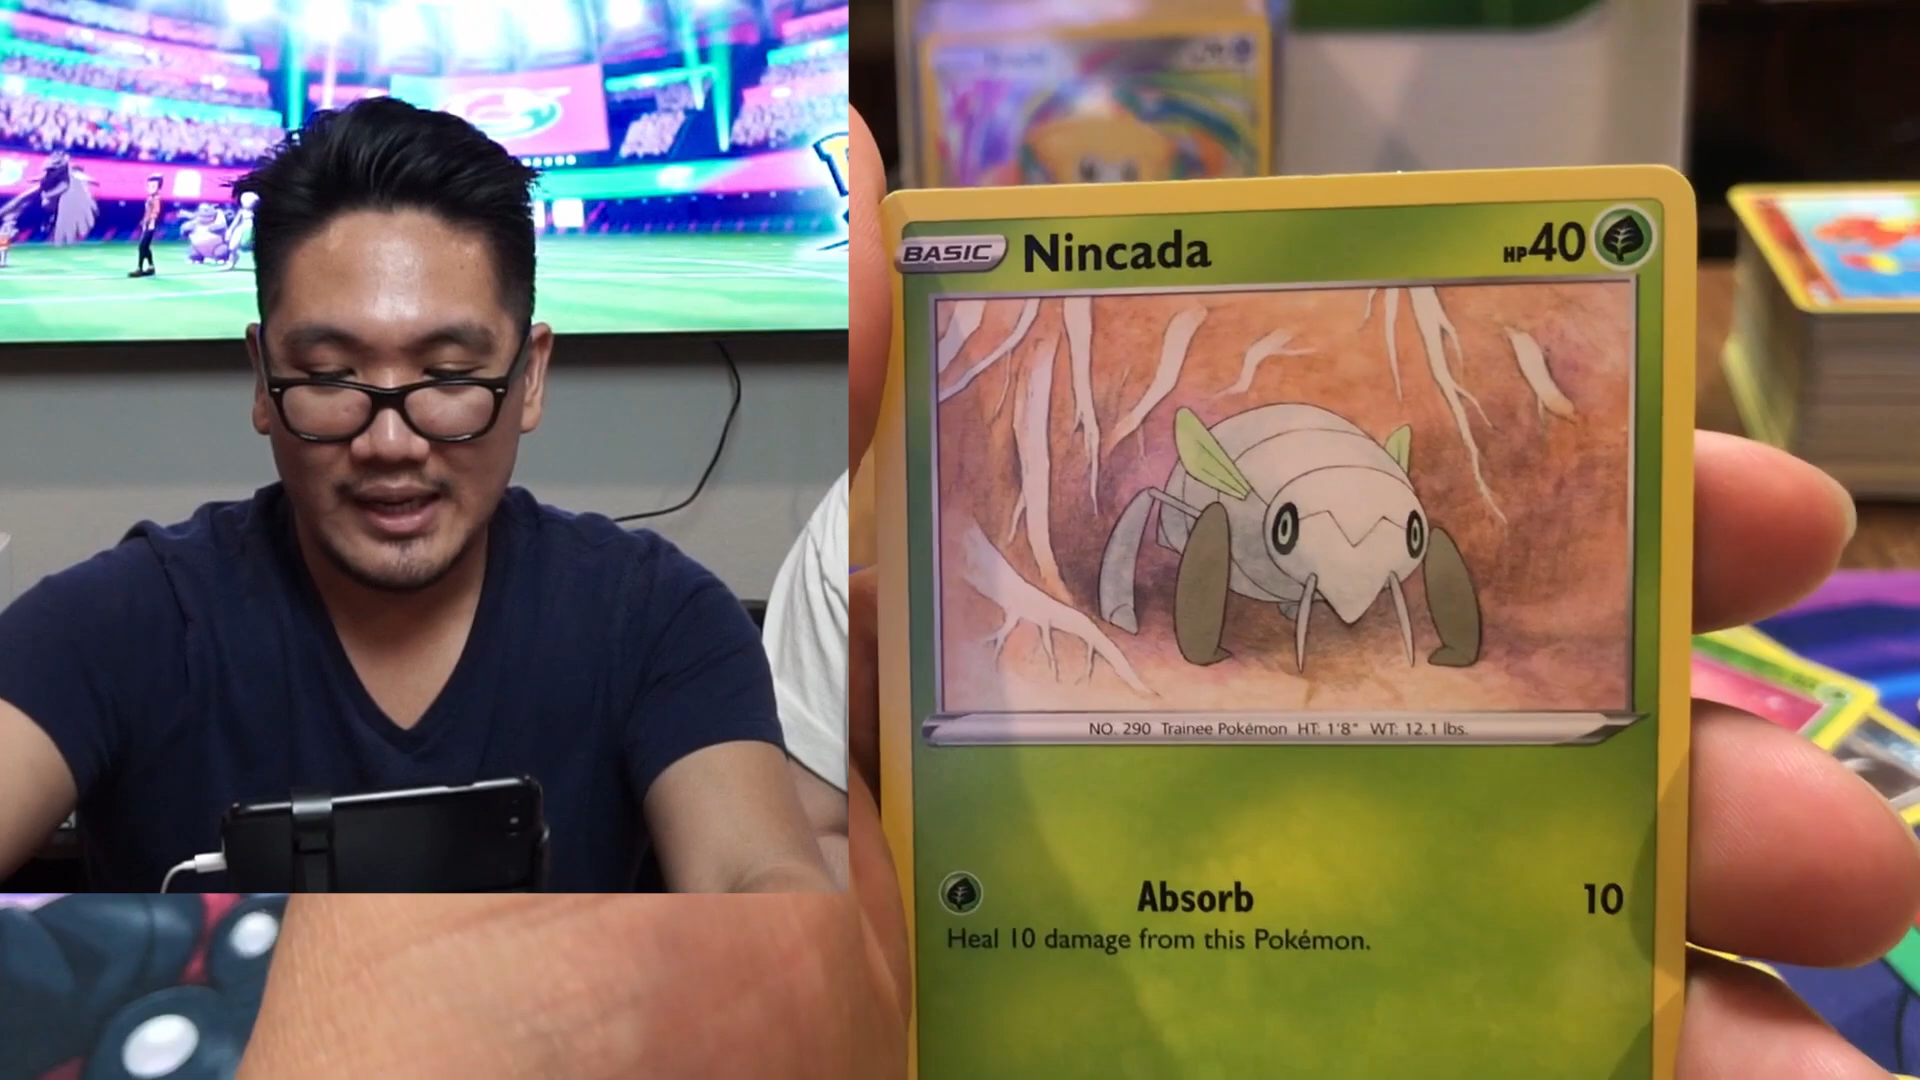 BASIC Nincada HP40
NO. 290 Trainee Pokémon HT: 1'8" WT: 12.1 lbs.
Absorb 10
Heal 10 damage from this Pokémon.